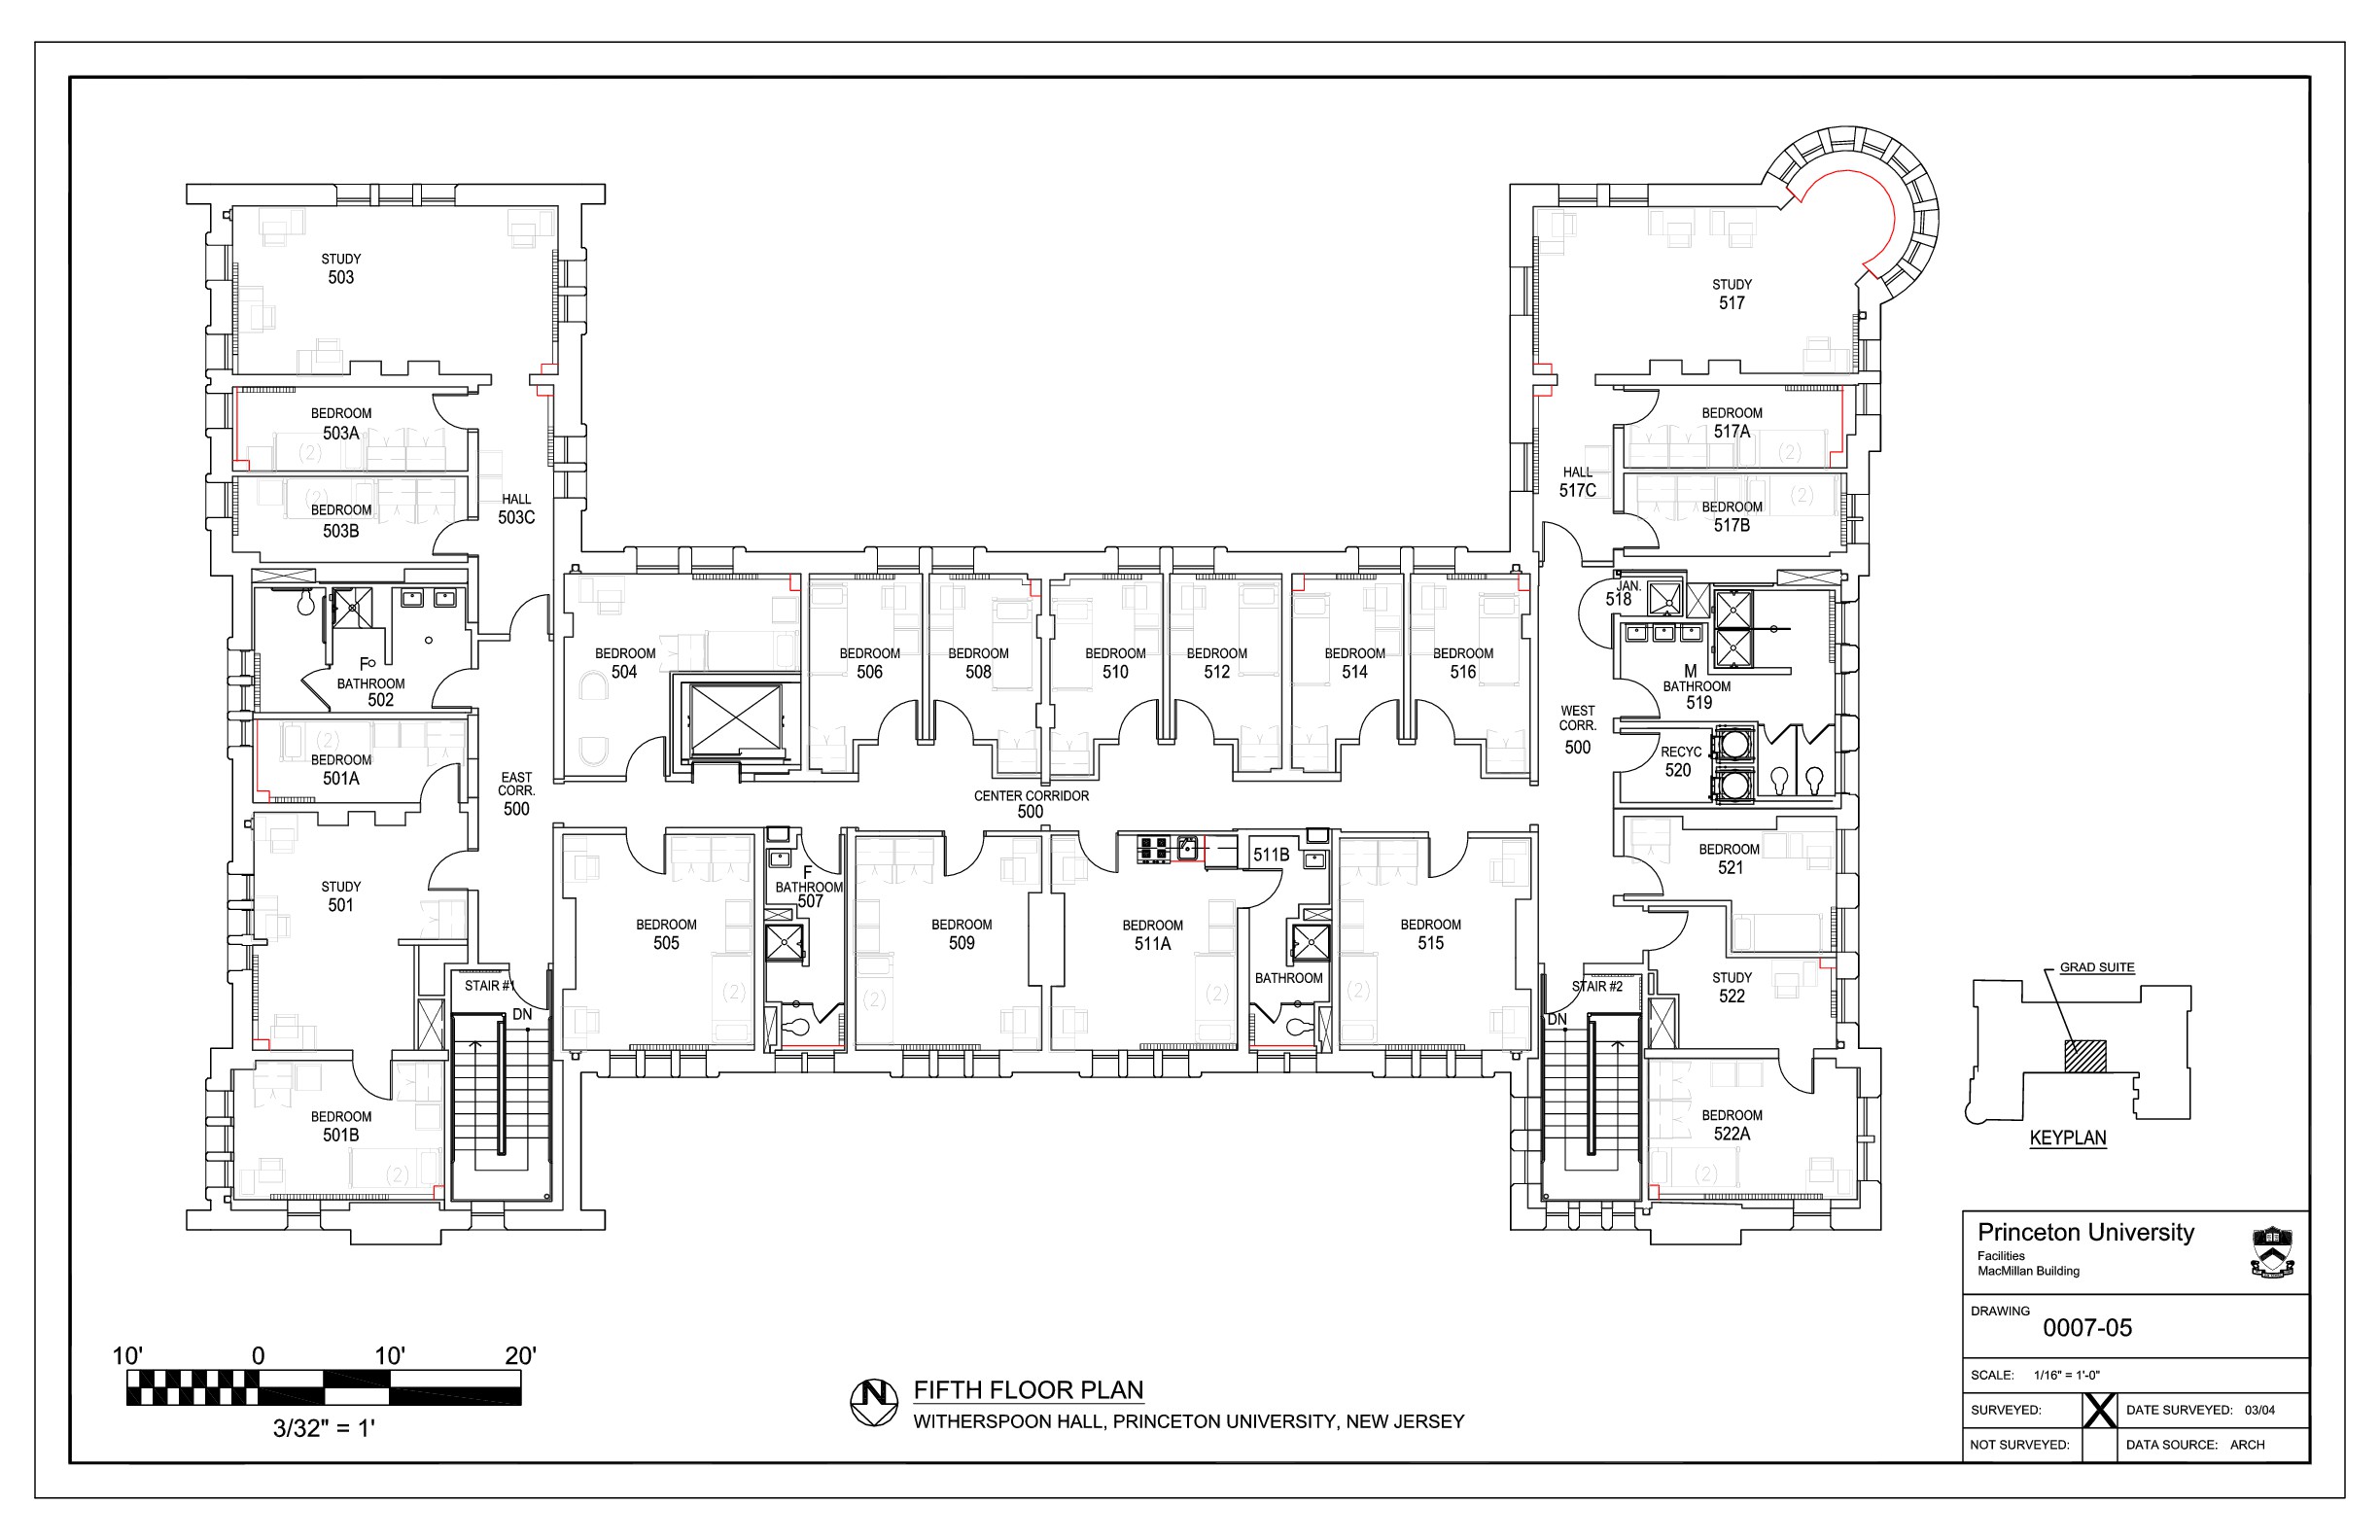 STUDY
503
STUDY
517
BEDROOM
503A
(2)
BEDROOM
517A
(2)
HALL
517C
(2)
BEDROOM
503B
HALL
503C
(2)
BEDROOM
517B
JAN.
518
F
BATHROOM
502
BEDROOM
504
BEDROOM
506
BEDROOM
508
BEDROOM
510
BEDROOM
512
BEDROOM
514
BEDROOM
516
M
BATHROOM
519
WEST
CORR.
500
RECYC
520
(2)
BEDROOM
501A
EAST
CORR.
500
CENTER CORRIDOR
500
STUDY
501
BEDROOM
505
(2)
F
BATHROOM
507
BEDROOM
509
(2)
BEDROOM
511A
(2)
511B
BATHROOM
BEDROOM
515
(2)
BEDROOM
521
STUDY
522
STAIR #1
DN
STAIR #2
DN
BEDROOM
501B
(2)
BEDROOM
522A
(2)
GRAD SUITE
KEYPLAN
Princeton University
Facilities
MacMillan Building
DRAWING
0007-05
SCALE: 1/16" = 1'-0"
SURVEYED: X DATE SURVEYED: 03/04
NOT SURVEYED: DATA SOURCE: ARCH
10' 0 10' 20'
3/32" = 1'
N
FIFTH FLOOR PLAN
WITHERSPOON HALL, PRINCETON UNIVERSITY, NEW JERSEY